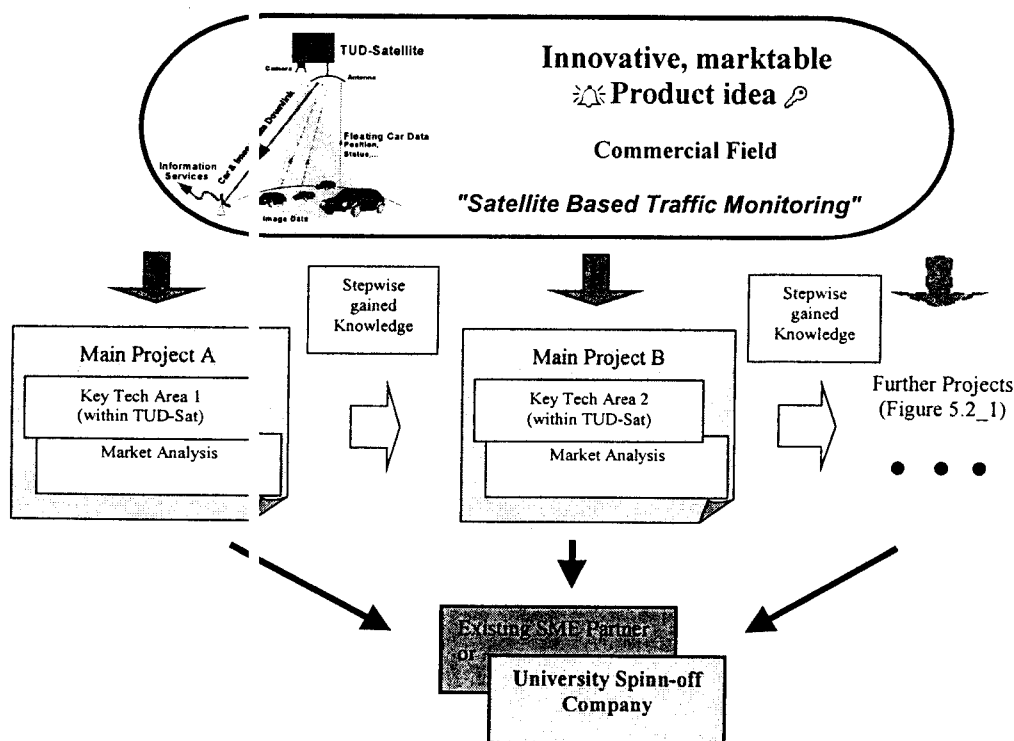 TUD-Satellite
Camera
Antenne
Car & Downlink
Floating Car Data
Position,
Status,...
Information
Services
Image Data
Innovative, marktable
Product idea
Commercial Field
"Satellite Based Traffic Monitoring"
Stepwise
gained
Knowledge
Stepwise
gained
Knowledge
Main Project A
Key Tech Area 1
(within TUD-Sat)
Market Analysis
Main Project B
Key Tech Area 2
(within TUD-Sat)
Market Analysis
Further Projects
(Figure 5.2_1)
Existing SME Partner
or
University Spinn-off
Company